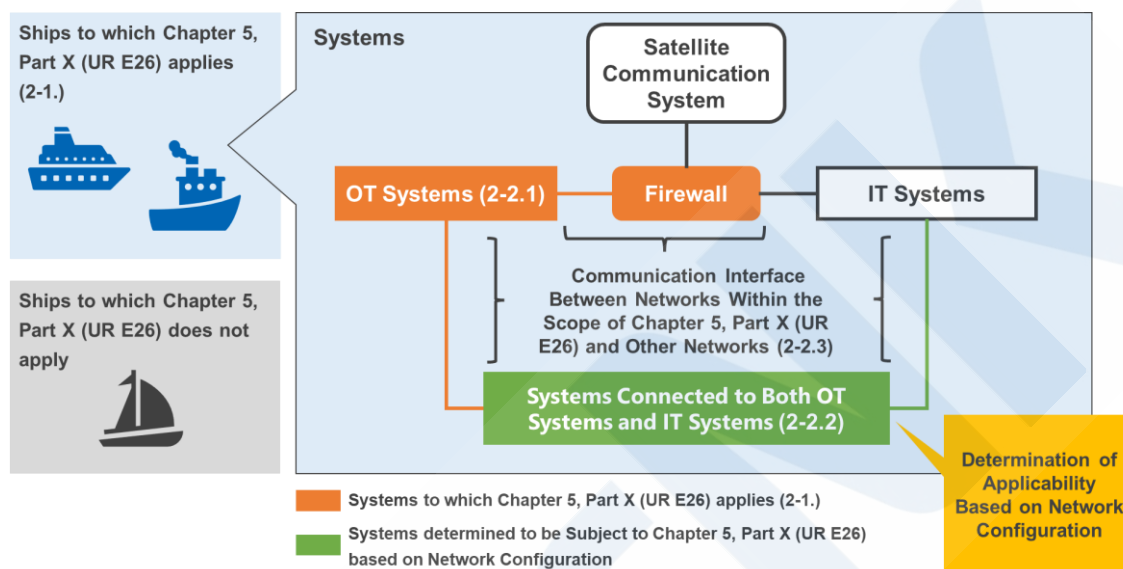 Ships to which Chapter 5,
Part X (UR E26) applies
(2-1.)
Ships to which Chapter 5,
Part X (UR E26) does not
apply
Systems
Satellite
Communication
System
OT Systems (2-2.1)
Firewall
IT Systems
Communication Interface
Between Networks Within the
Scope of Chapter 5, Part X (UR
E26) and Other Networks (2-2.3)
Systems Connected to Both OT
Systems and IT Systems (2-2.2)
Determination of
Applicability
Based on Network
Configuration
Systems to which Chapter 5, Part X (UR E26) applies (2-1.)
Systems determined to be Subject to Chapter 5, Part X (UR E26)
based on Network Configuration